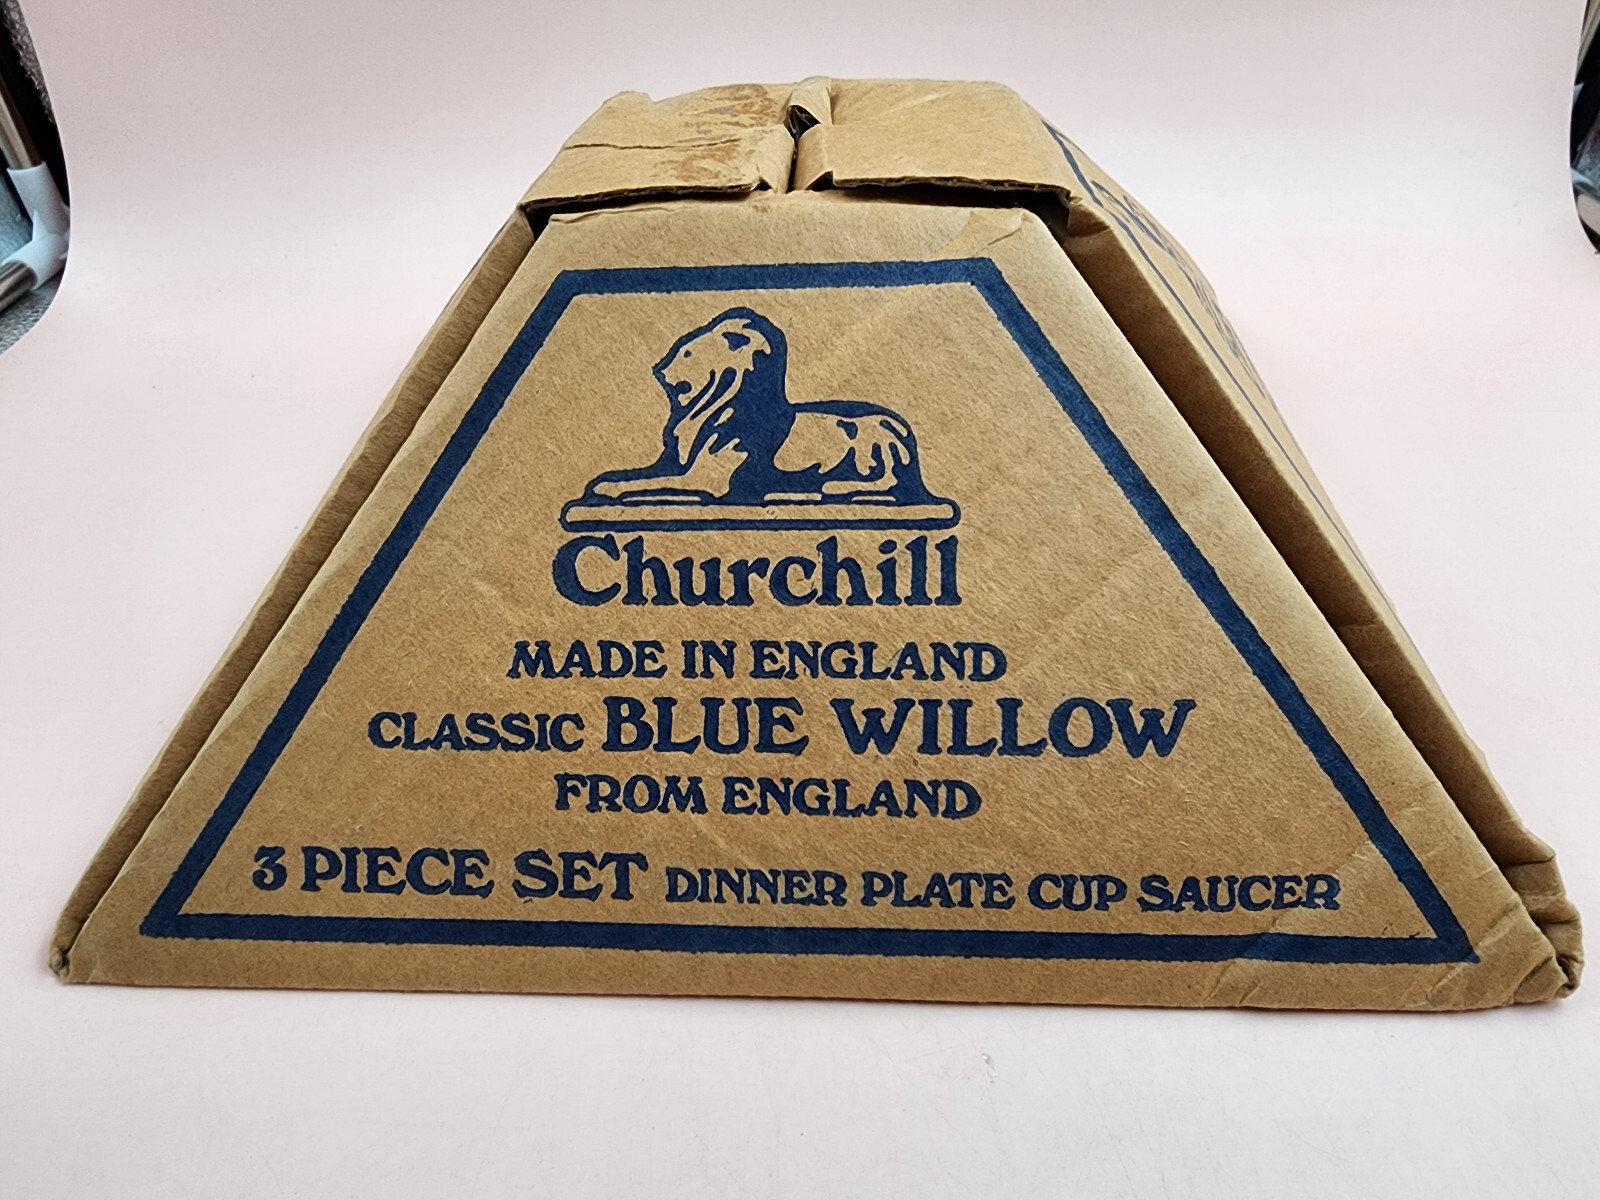 Churchill
MADE IN ENGLAND
CLASSIC BLUE WILLOW
FROM ENGLAND
3 PIECE SET DINNER PLATE CUP SAUCER